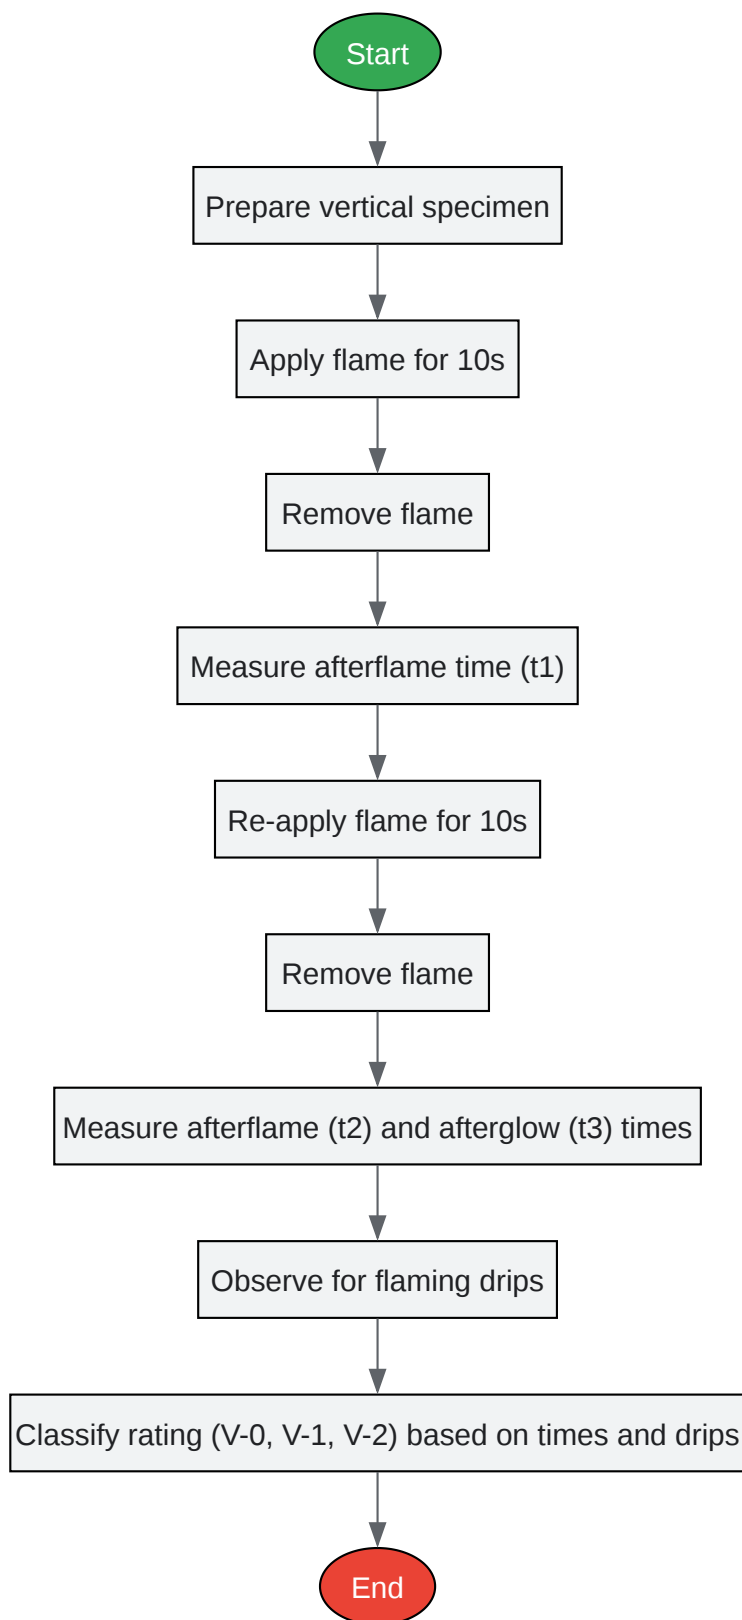 Start
Prepare vertical specimen
Apply flame for 10s
Remove flame
Measure afterflame time (t1)
Re-apply flame for 10s
Remove flame
Measure afterflame (t2) and afterglow (t3) times
Observe for flaming drips
Classify rating (V-0, V-1, V-2) based on times and drips
End